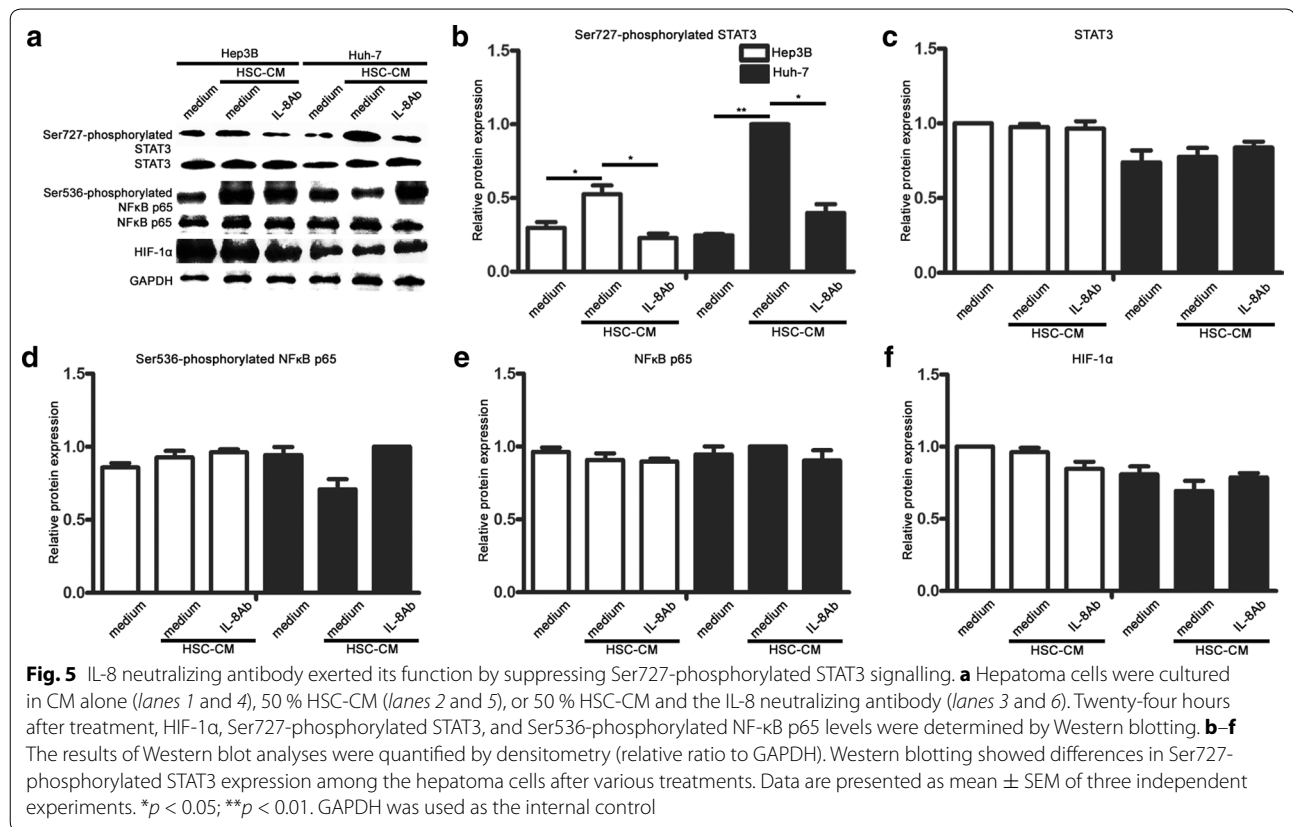 a
Hep3B Huh-7
HSC-CM HSC-CM
medium medium IL-8Ab medium medium IL-8Ab
Ser727-phosphorylated
STAT3
STAT3
Ser536-phosphorylated
NFκB p65
NFκB p65
HIF-1α
GAPDH
b
Ser727-phosphorylated STAT3
Hep3B
Huh-7
Relative protein expression
1.5
1.0
0.5
0.0
* * ** *
medium medium IL-8Ab medium medium IL-8Ab
HSC-CM HSC-CM
c
STAT3
Relative protein expression
1.5
1.0
0.5
0.0
medium medium IL-8Ab medium medium IL-8Ab
HSC-CM HSC-CM
d
Ser536-phosphorylated NFκB p65
Relative protein expression
1.5
1.0
0.5
0.0
medium medium IL-8Ab medium medium IL-8Ab
HSC-CM HSC-CM
e
NFκB p65
Relative protein expression
1.5
1.0
0.5
0.0
medium medium IL-8Ab medium medium IL-8Ab
HSC-CM HSC-CM
f
HIF-1α
Relative protein expression
1.5
1.0
0.5
0.0
medium medium IL-8Ab medium medium IL-8Ab
HSC-CM HSC-CM
Fig. 5 IL-8 neutralizing antibody exerted its function by suppressing Ser727-phosphorylated STAT3 signalling. a Hepatoma cells were cultured
in CM alone (lanes 1 and 4), 50 % HSC-CM (lanes 2 and 5), or 50 % HSC-CM and the IL-8 neutralizing antibody (lanes 3 and 6). Twenty-four hours
after treatment, HIF-1α, Ser727-phosphorylated STAT3, and Ser536-phosphorylated NF-κB p65 levels were determined by Western blotting. b–f
The results of Western blot analyses were quantified by densitometry (relative ratio to GAPDH). Western blotting showed differences in Ser727-
phosphorylated STAT3 expression among the hepatoma cells after various treatments. Data are presented as mean ± SEM of three independent
experiments. *p < 0.05; **p < 0.01. GAPDH was used as the internal control